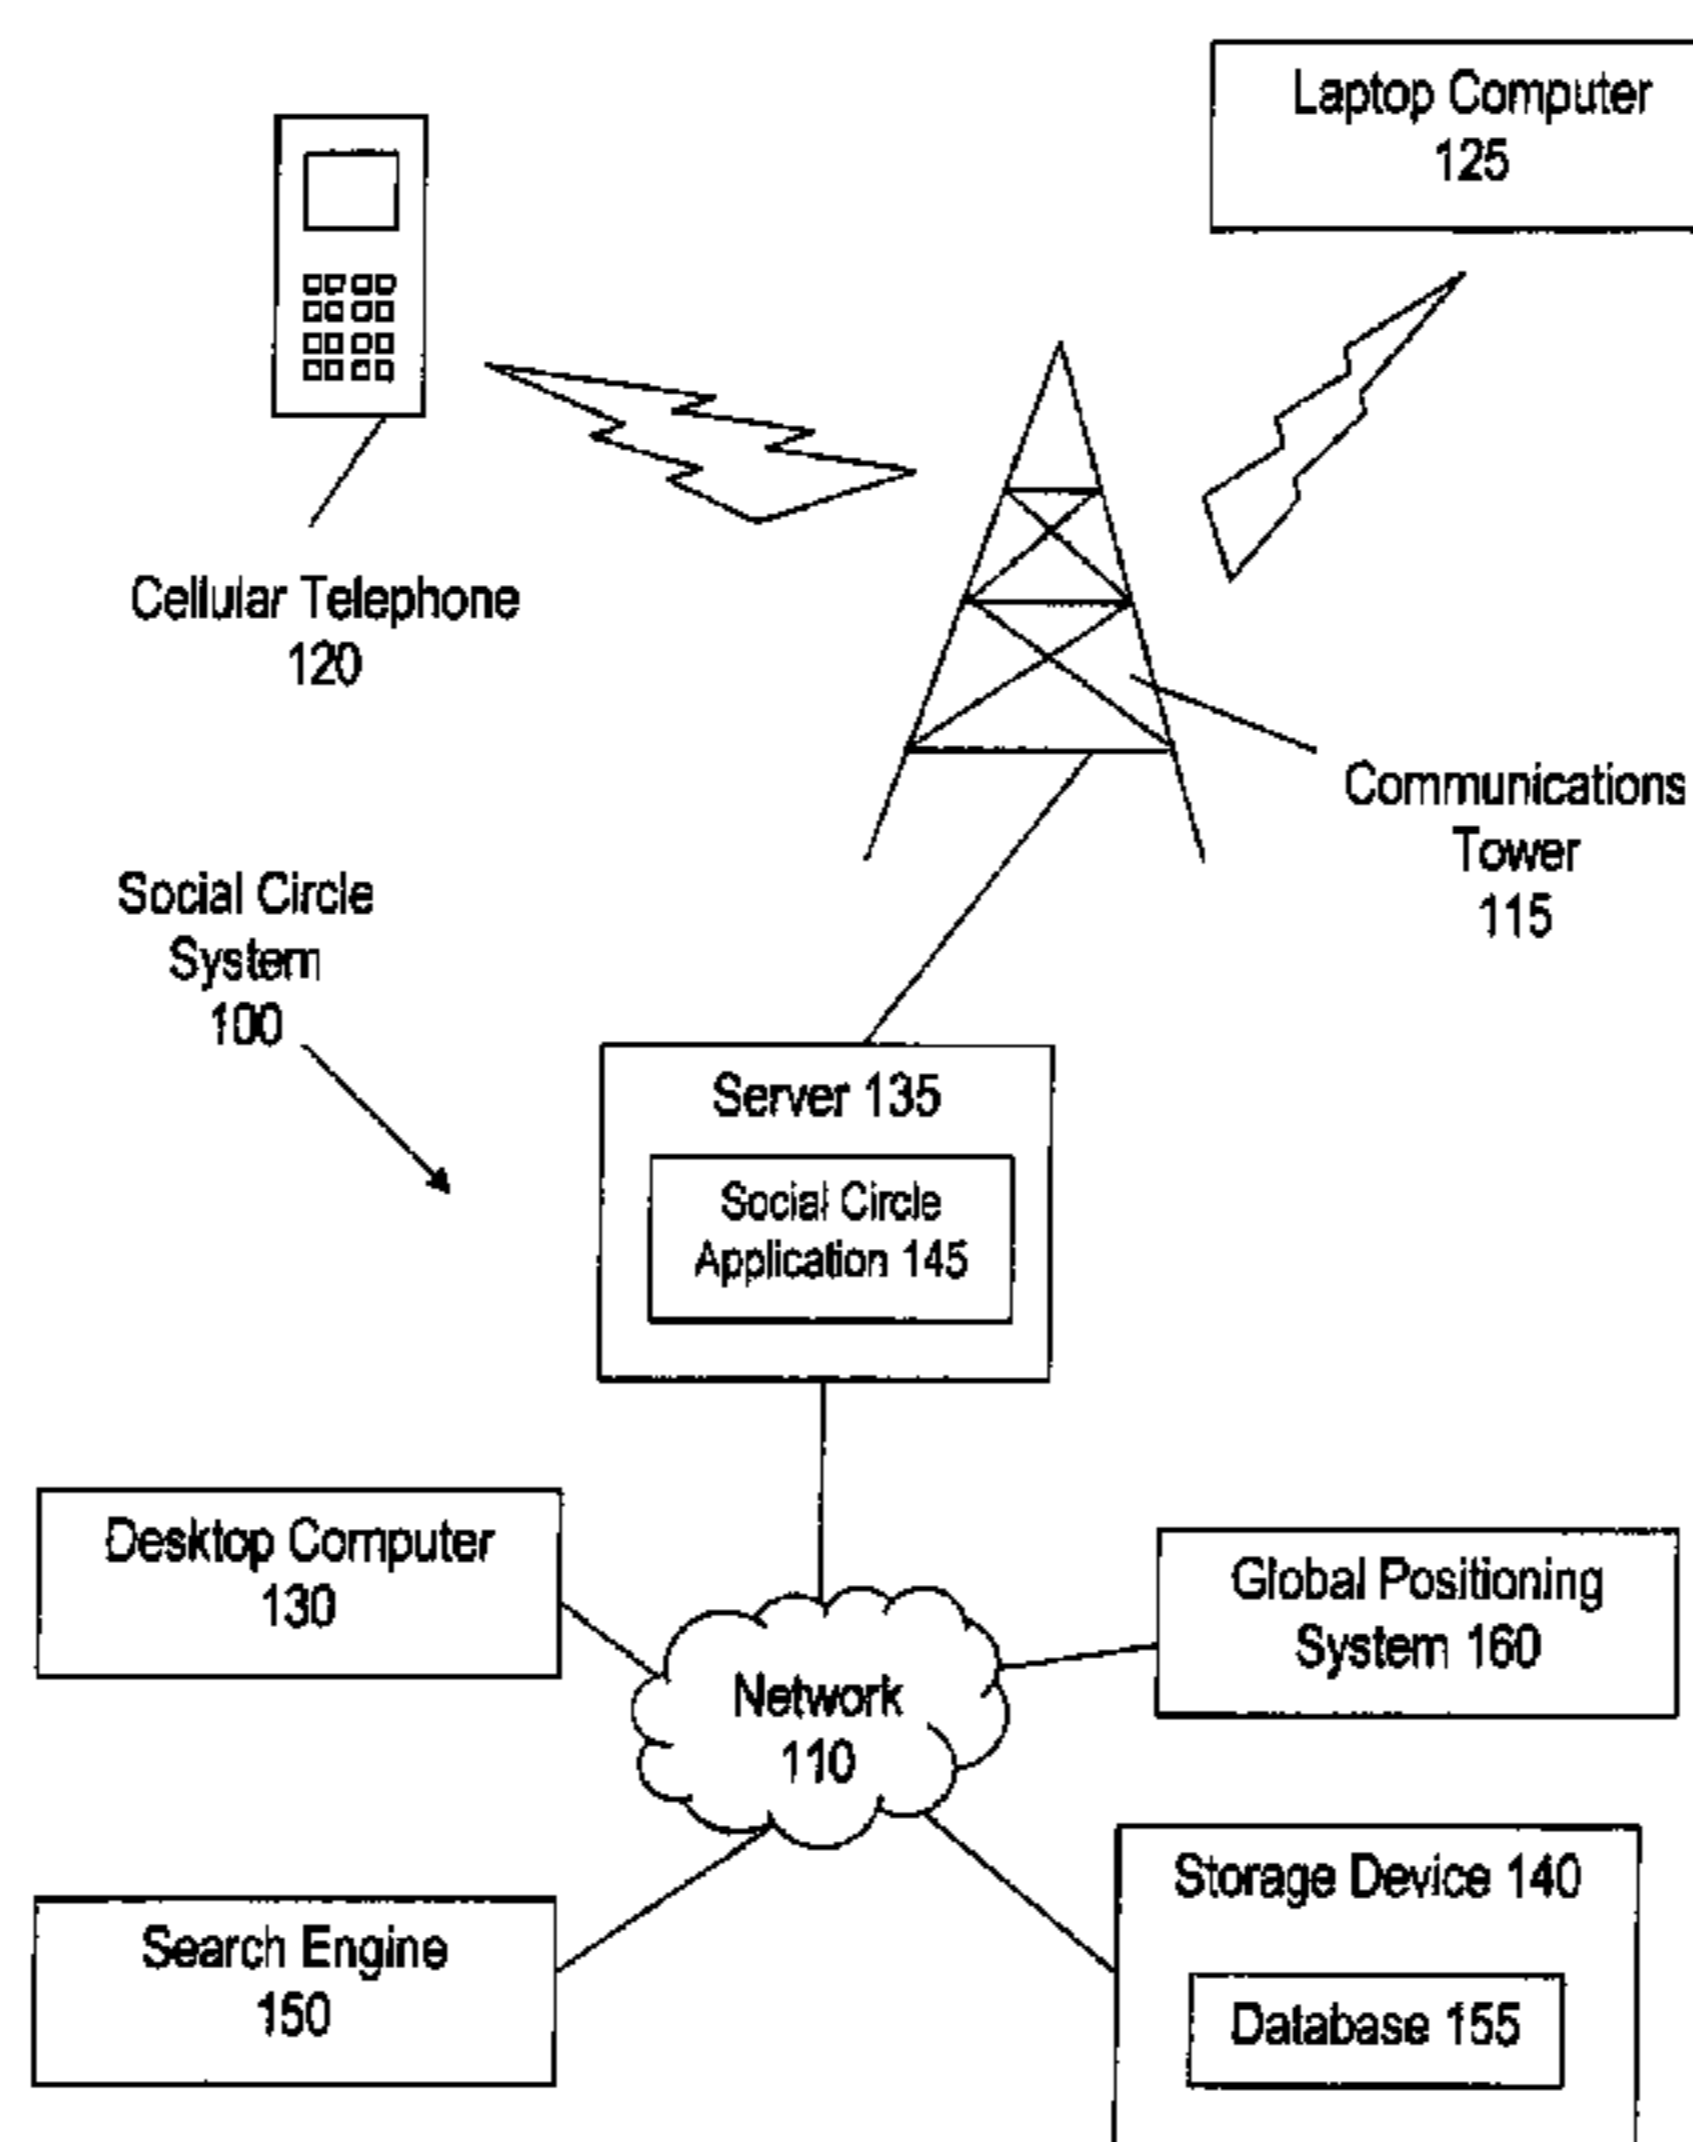 Laptop Computer
125
Cellular Telephone
120
Communications
Tower
115
Social Circle
System
100
Server 135
Social Circle
Application 145
Desktop Computer
130
Global Positioning
System 160
Network
110
Storage Device 140
Search Engine
150
Database 155